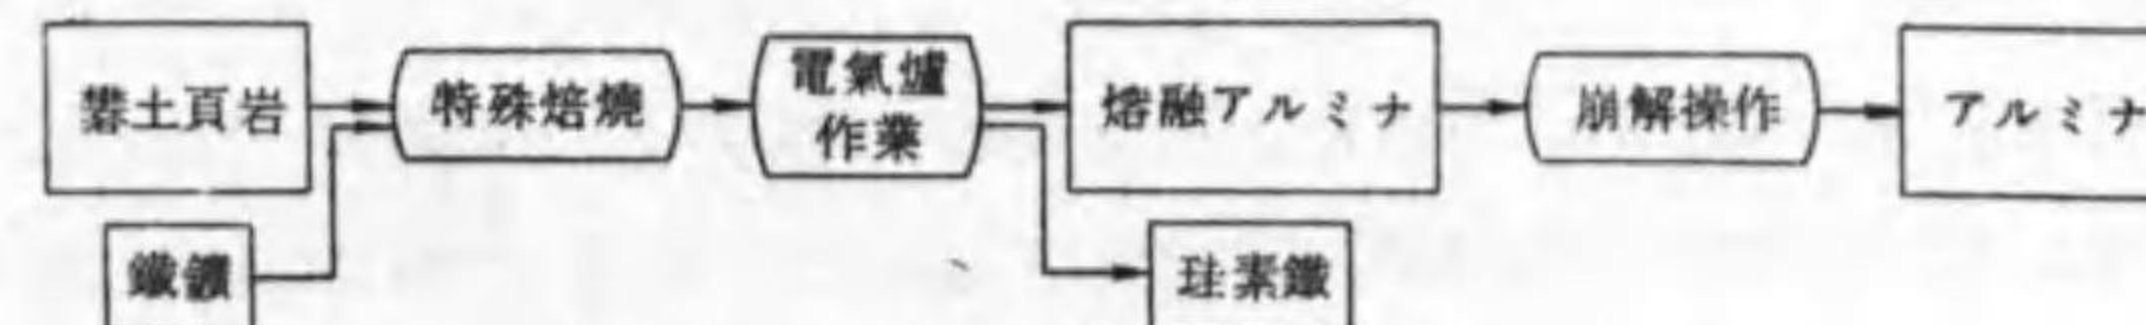 礬土頁岩
特殊焙燒
電氣爐
作業
熔融アルミナ
崩解操作
アルミナ
鐵鑛
珪素鐵